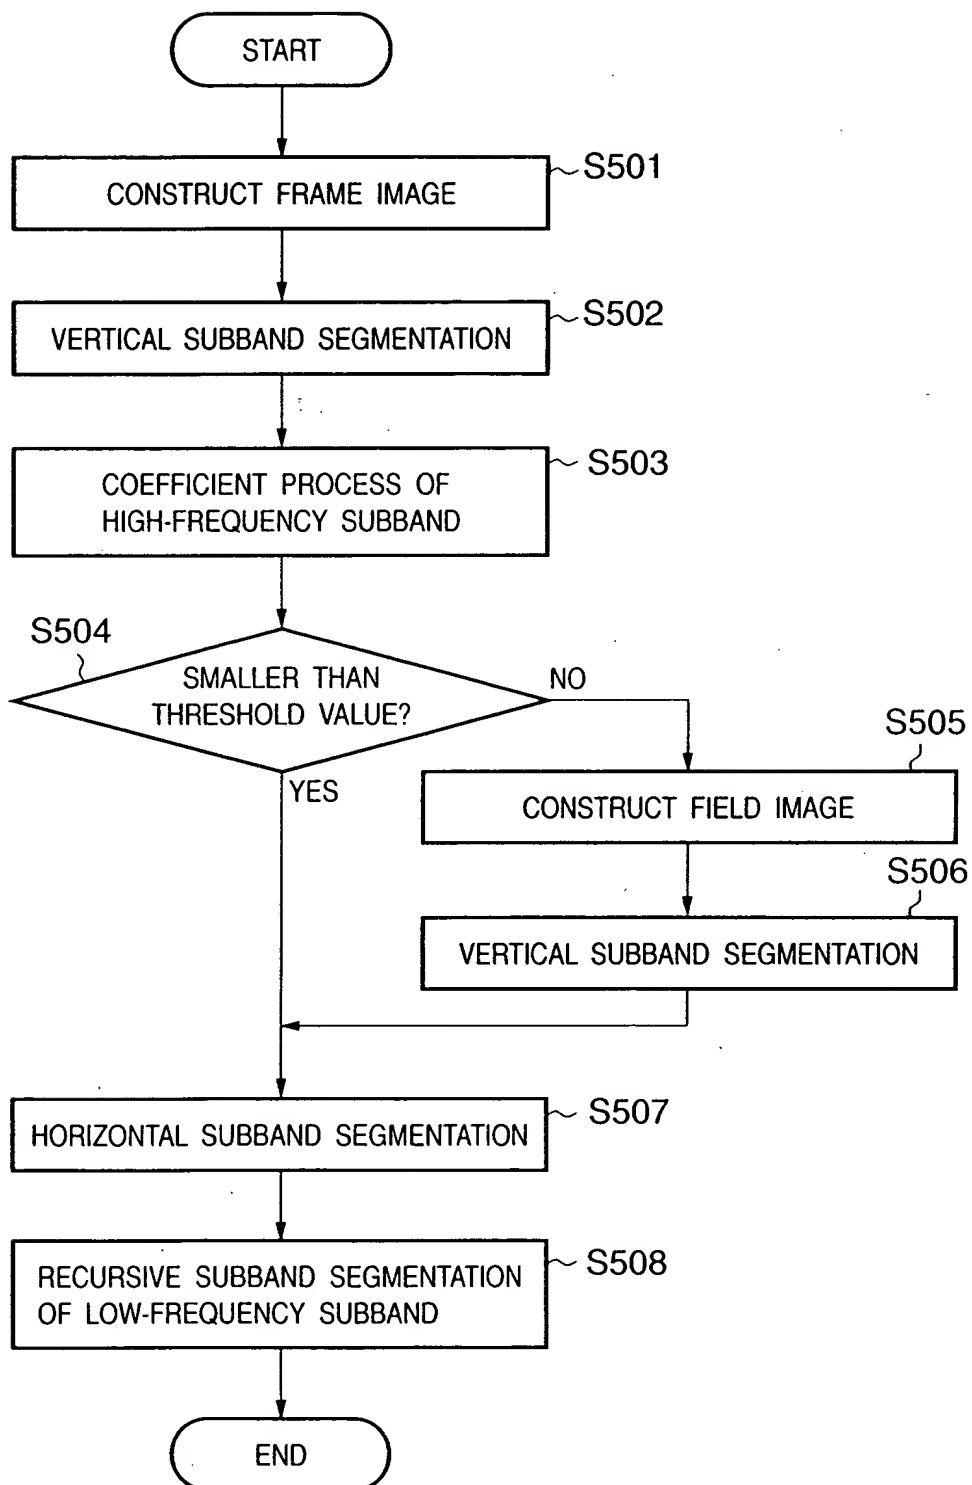 START
S501
CONSTRUCT FRAME IMAGE
S502
VERTICAL SUBBAND SEGMENTATION
S503
COEFFICIENT PROCESS OF
HIGH-FREQUENCY SUBBAND
S504
SMALLER THAN
THRESHOLD VALUE?
NO
YES
S505
CONSTRUCT FIELD IMAGE
S506
VERTICAL SUBBAND SEGMENTATION
S507
HORIZONTAL SUBBAND SEGMENTATION
S508
RECURSIVE SUBBAND SEGMENTATION
OF LOW-FREQUENCY SUBBAND
END